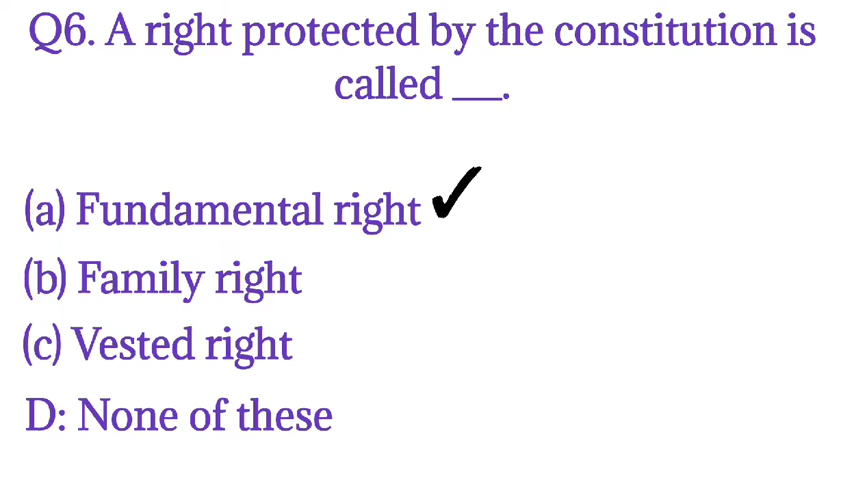 Q6. A right protected by the constitution is
called ___.
(a) Fundamental right ✓
(b) Family right
(c) Vested right
D: None of these